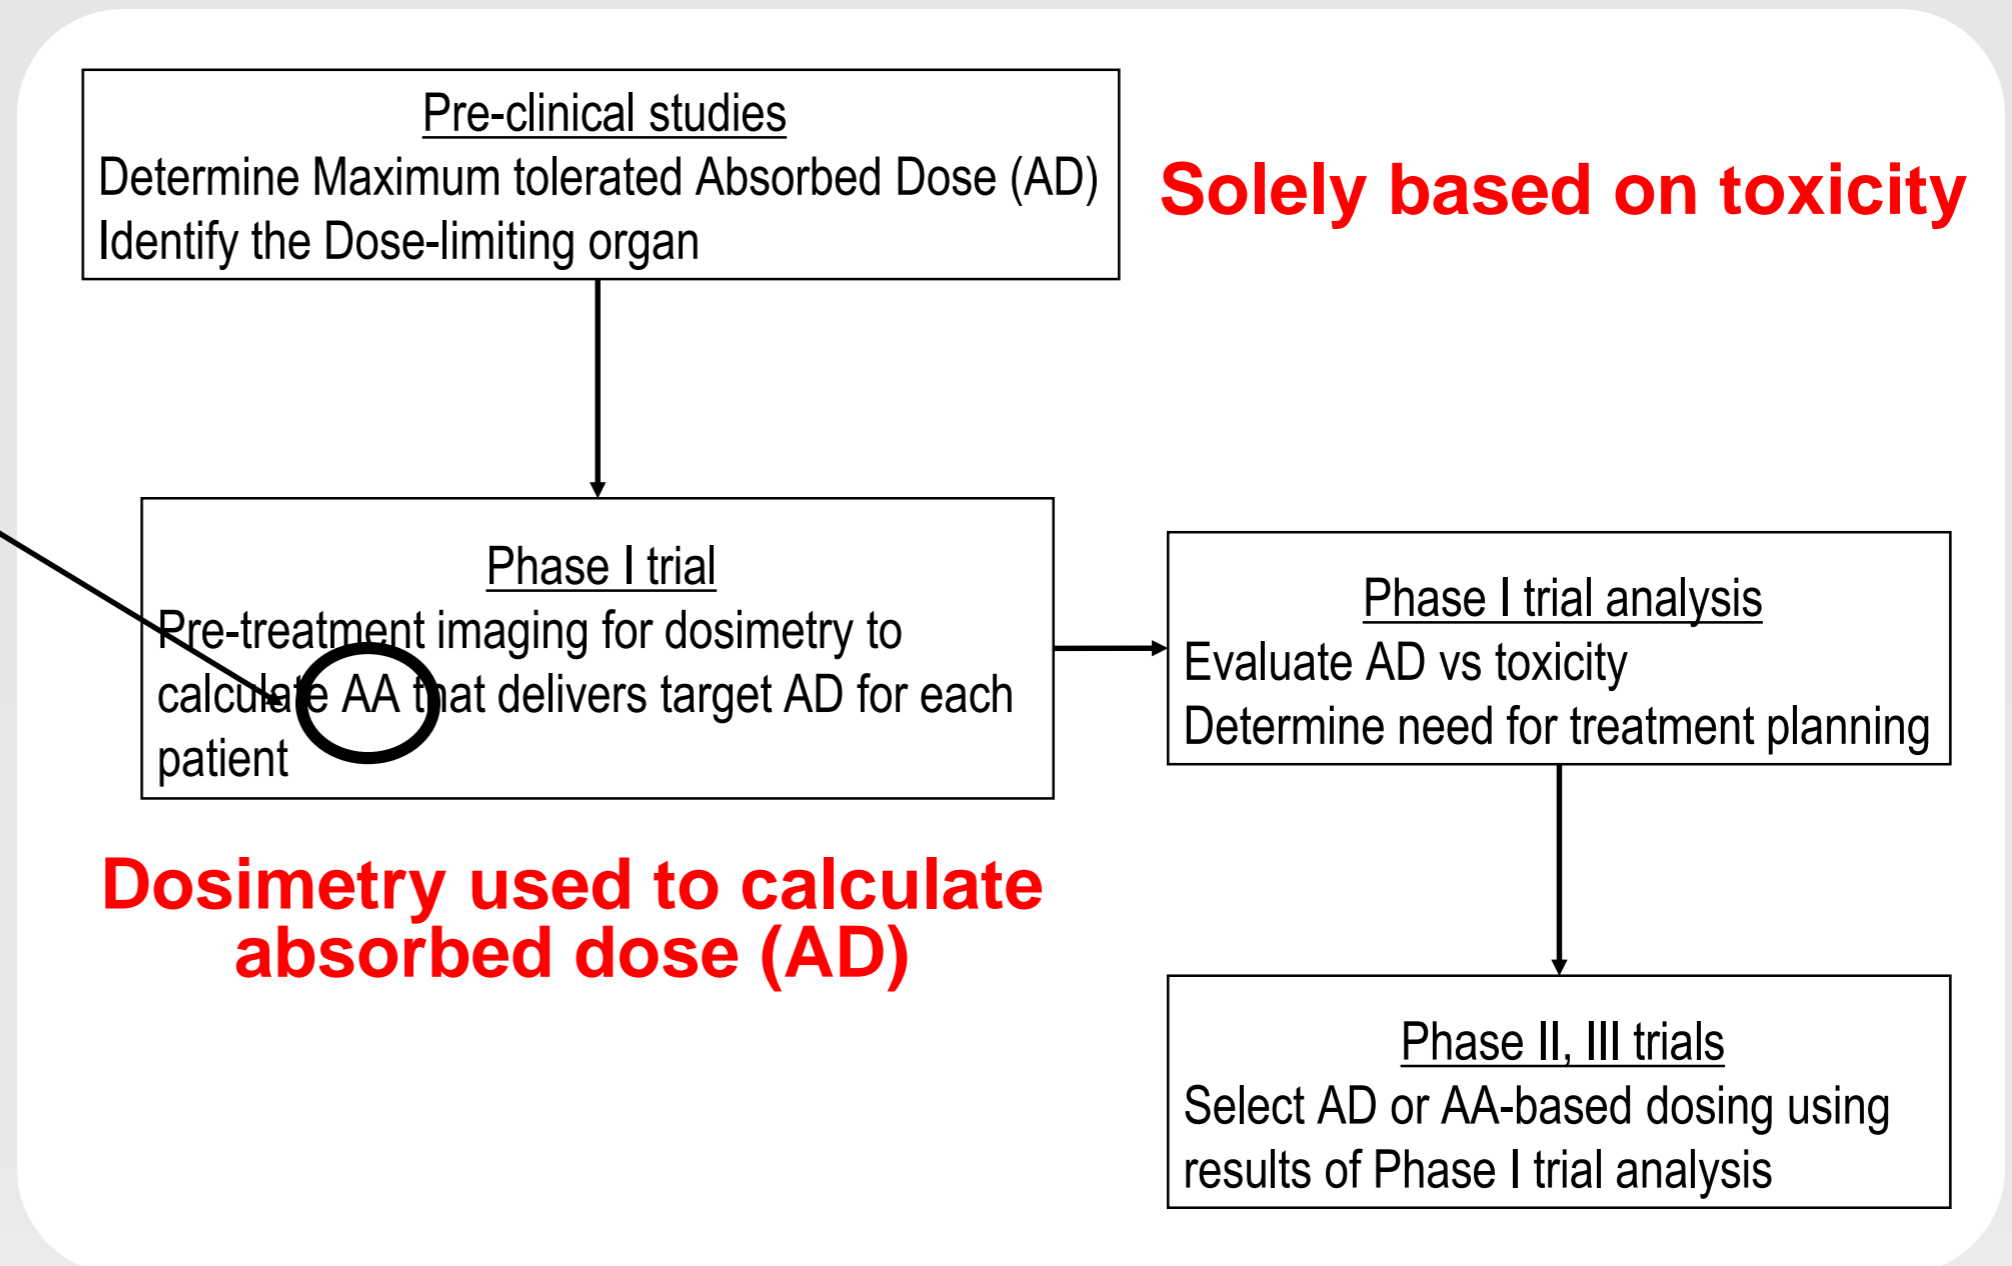 Pre-clinical studies
Determine Maximum tolerated Absorbed Dose (AD)
Identify the Dose-limiting organ
Solely based on toxicity
Phase I trial
Pre-treatment imaging for dosimetry to
calculate AA that delivers target AD for each
patient
Dosimetry used to calculate
absorbed dose (AD)
Phase I trial analysis
Evaluate AD vs toxicity
Determine need for treatment planning
Phase II, III trials
Select AD or AA-based dosing using
results of Phase I trial analysis